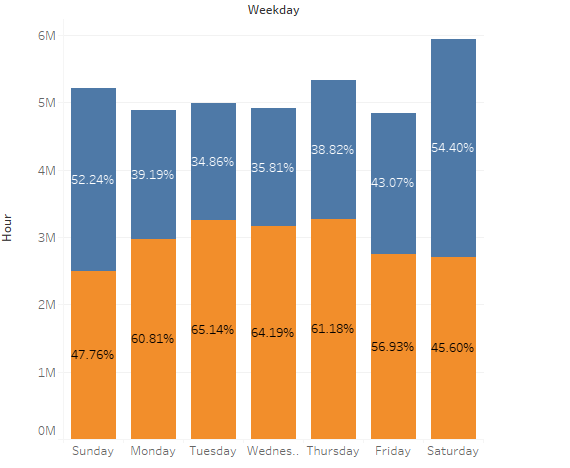 Weekday
6M
5M
4M
3M
2M
1M
0M
Hour
52.24%
39.19%
34.86%
35.81%
38.82%
43.07%
54.40%
47.76%
60.81%
65.14%
64.19%
61.18%
56.93%
45.60%
Sunday Monday Tuesday Wednes.. Thursday Friday Saturday